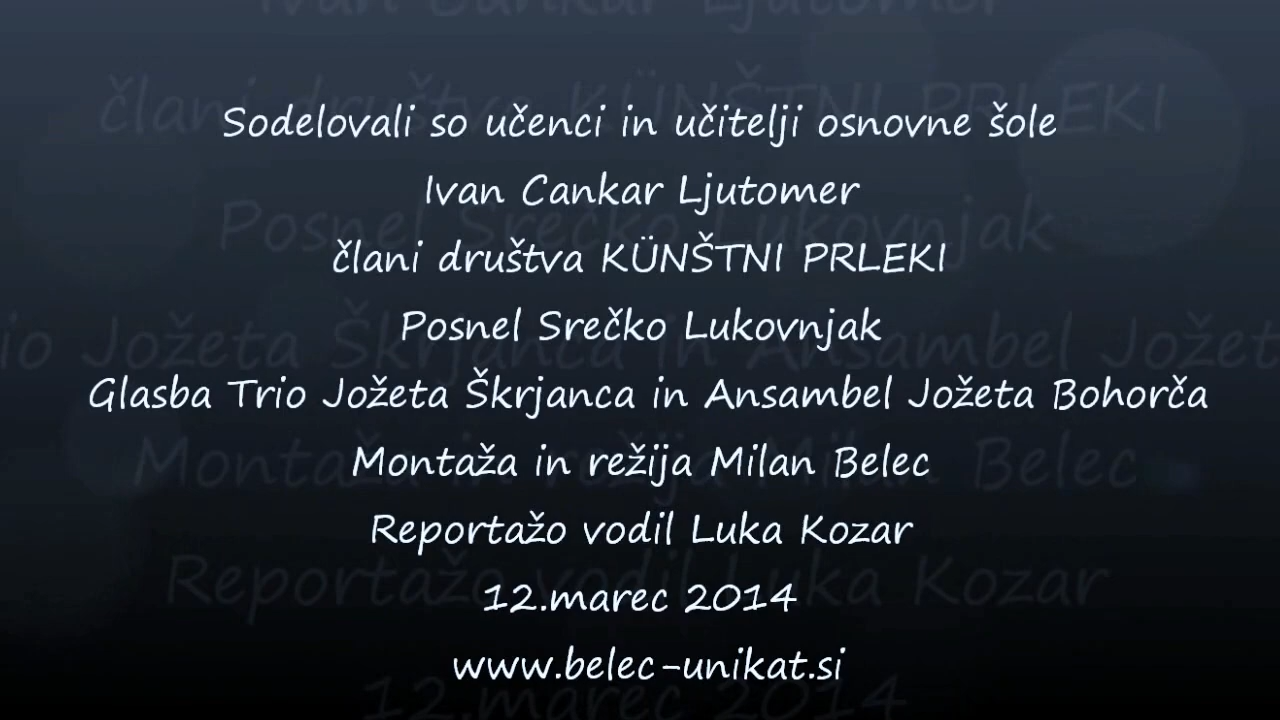 Sodelovali so učenci in učitelji osnovne šole
Ivan Cankar Ljutomer
člani društva KÜNŠTNI PRLEKI
Posnel Srečko Lukovnjak
Glasba Trio Jožeta Škrjanca in Ansambel Jožeta Bohorča
Montaža in režija Milan Belec
Reportažo vodil Luka Kozar
12.marec 2014
www.belec-unikat.si